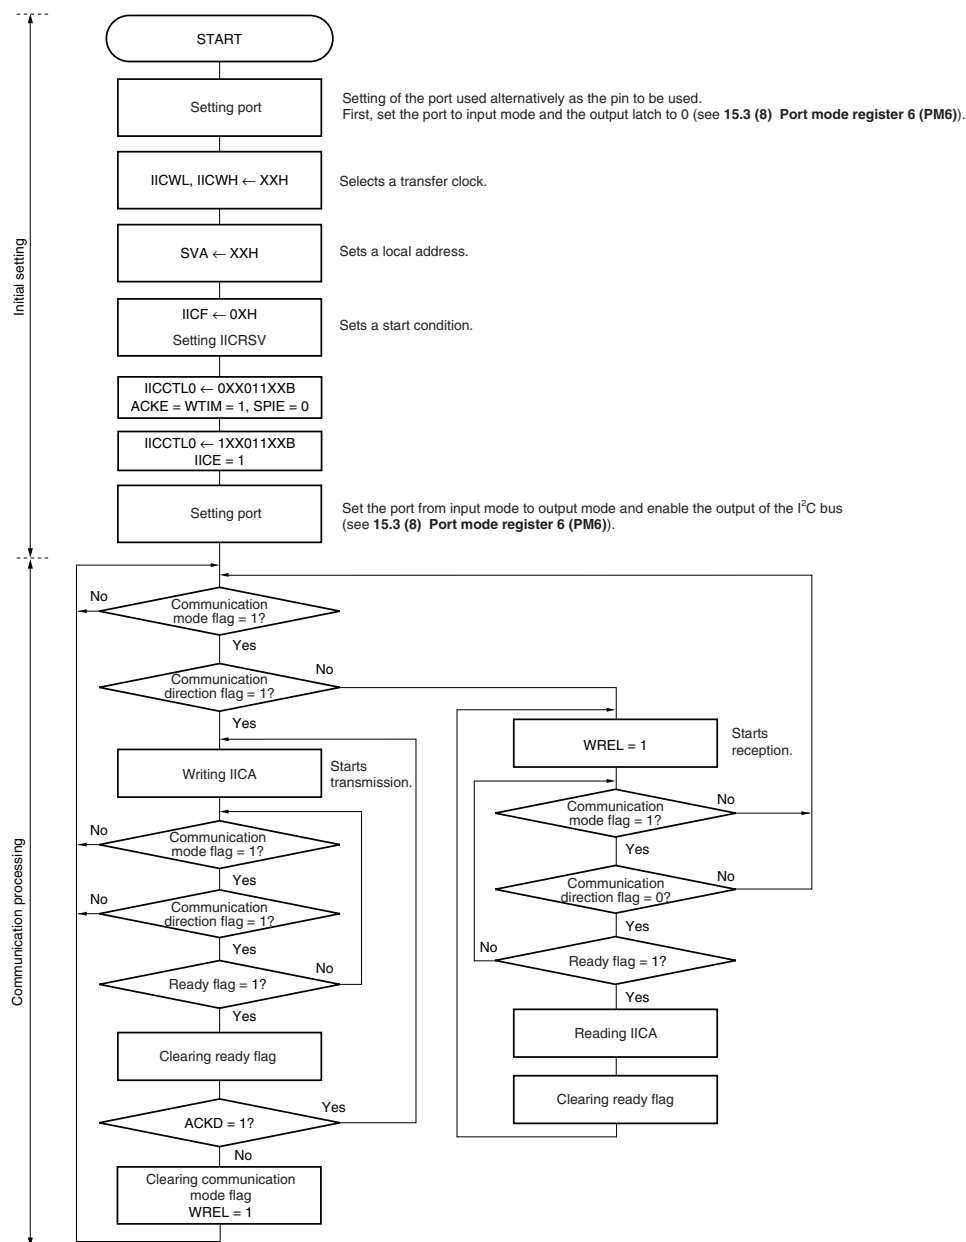 START
Setting port
Setting of the port used alternatively as the pin to be used.
First, set the port to input mode and the output latch to 0 (see 15.3 (8) Port mode register 6 (PM6)).
IICWL, IICWH ← XXH
Selects a transfer clock.
SVA ← XXH
Sets a local address.
IICF ← 0XH
Setting IICRSV
Sets a start condition.
IICCTL0 ← 0XX011XXB
ACKE = WTIM = 1, SPIE = 0
IICCTL0 ← 1XX011XXB
IICE = 1
Setting port
Set the port from input mode to output mode and enable the output of the I²C bus
(see 15.3 (8) Port mode register 6 (PM6)).
Initial setting
Communication processing
No
Communication
mode flag = 1?
Yes
Communication
direction flag = 1?
No
Yes
Writing IICA
Starts
transmission.
No
Communication
mode flag = 1?
Yes
No
Communication
direction flag = 1?
Yes
Ready flag = 1?
No
Yes
Clearing ready flag
ACKD = 1?
Yes
No
Clearing communication
mode flag
WREL = 1
WREL = 1
Starts
reception.
Communication
mode flag = 1?
No
Yes
Communication
direction flag = 0?
No
Yes
No
Ready flag = 1?
Yes
Reading IICA
Clearing ready flag